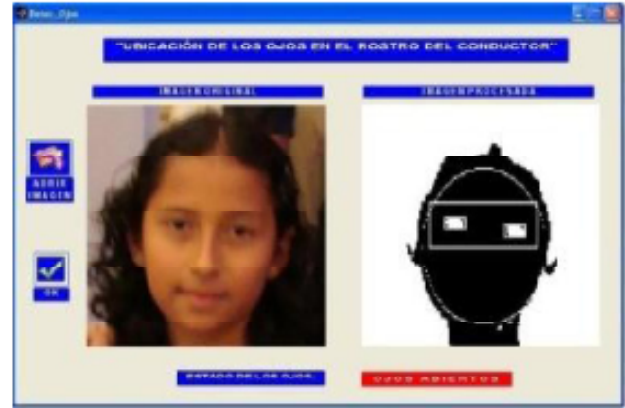 "UBICACIÓN DE LOS OJOS EN EL ROSTRO DEL CONDUCTOR"
IMAGEN ORIGINAL
IMAGEN PROCESADA
ABRIR
IMAGEN
OK
ESTADO DE LOS OJOS:
OJOS ABIERTOS